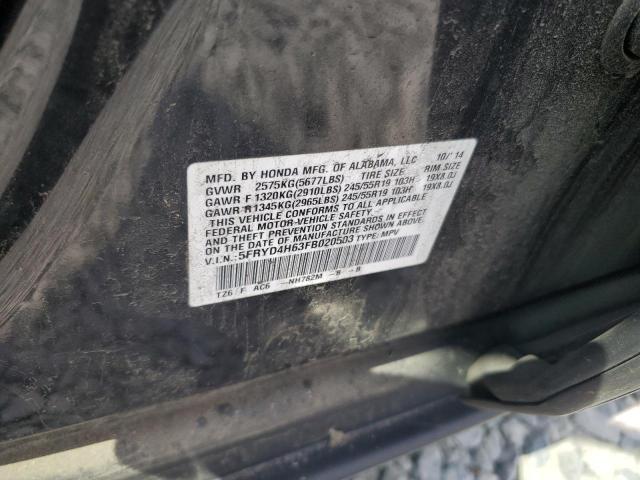 MFD. BY HONDA MFG. OF ALABAMA, LLC 10/'14
GVWR 2575KG(5677LBS) TIRE SIZE RIM SIZE
GAWR F 1320KG(2910LBS) 245/55R19 103H 19X8.0J
GAWR R1345KG(2965LBS) 245/55R19 103H 19X8.0J
THIS VEHICLE CONFORMS TO ALL APPLICABLE
FEDERAL MOTOR-VEHICLE SAFETY
AND THEFT PREVENTION STANDARDS IN EFFECT
ON THE DATE OF MANUFACTURE SHOWN ABOVE.
V.I.N.: 5FRYD4H63FB020503 TYPE: MPV
TZ6 F AC6 -NH782M -B -B